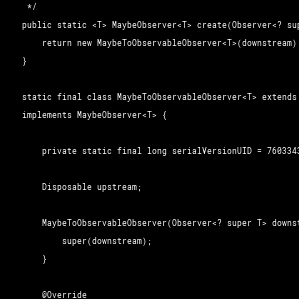 */
public static <T> MaybeObserver<T> create(Observer<? sup
return new MaybeToObservableObserver<T>(downstream)
}
static final class MaybeToObservableObserver<T> extends
implements MaybeObserver<T> {
private static final long serialVersionUID = 7603343
Disposable upstream;
MaybeToObservableObserver(Observer<? super T> downst
super(downstream);
}
@Override